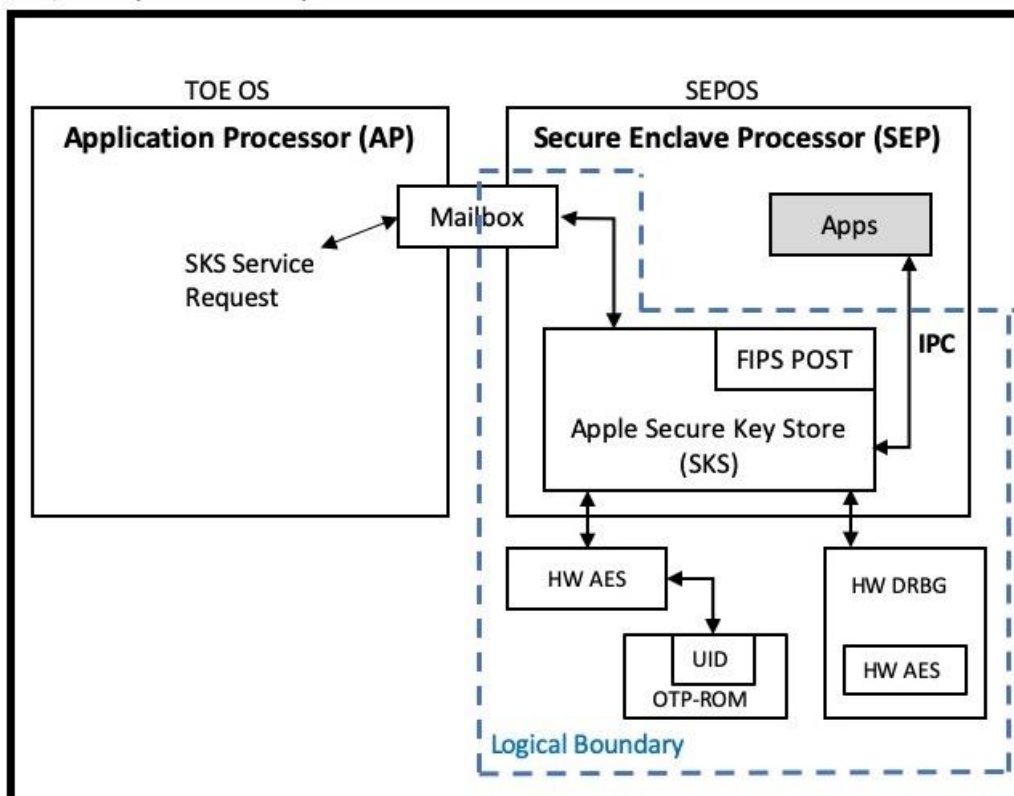 TOE OS
Application Processor (AP)
SEPOS
Secure Enclave Processor (SEP)
Mailbox
Apps
SKS Service
Request
IPC
FIPS POST
Apple Secure Key Store
(SKS)
HW AES
HW DRBG
UID
OTP-ROM
HW AES
Logical Boundary